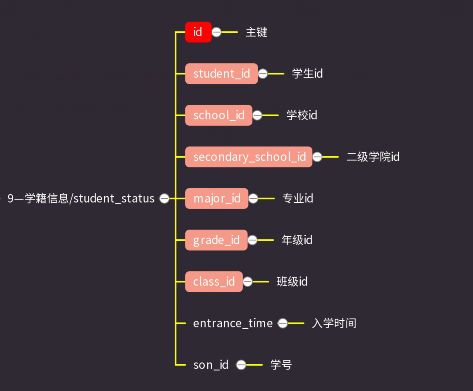 id 主键
student_id 学生id
school_id 学校id
secondary_school_id 二级学院id
9—学籍信息/student_status major_id 专业id
grade_id 年级id
class_id 班级id
entrance_time 入学时间
son_id 学号